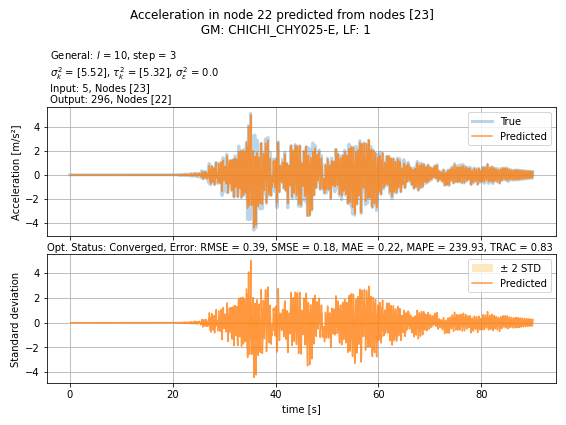 Acceleration in node 22 predicted from nodes [23]
GM: CHICHI_CHY025-E, LF: 1
General: l = 10, step = 3
σ²ₖ = [5.52], τ²ₖ = [5.32], σ²ε = 0.0
Input: 5, Nodes [23]
Output: 296, Nodes [22]
Acceleration [m/s²]
4
2
0
−2
−4
True
Predicted
Opt. Status: Converged, Error: RMSE = 0.39, SMSE = 0.18, MAE = 0.22, MAPE = 239.93, TRAC = 0.83
Standard deviation
4
2
0
−2
−4
± 2 STD
Predicted
0 20 40 60 80
time [s]